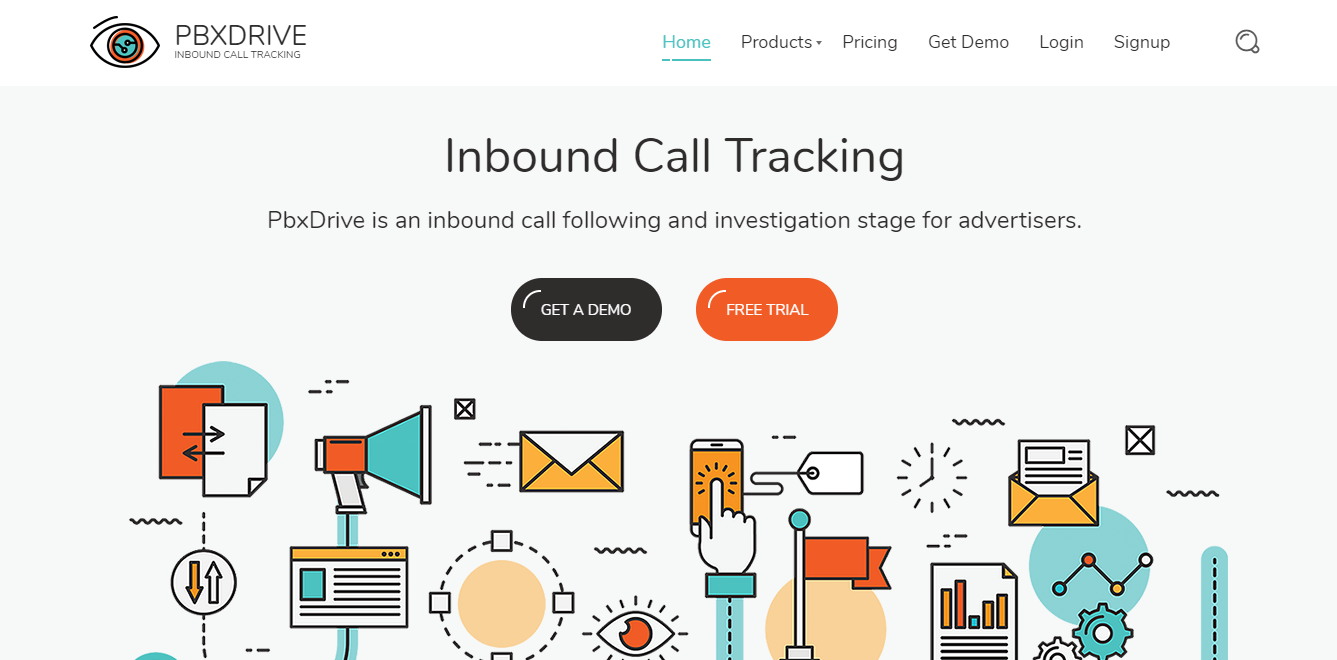 PBXDRIVE
INBOUND CALL TRACKING
Home Products Pricing Get Demo Login Signup
Inbound Call Tracking
PbxDrive is an inbound call following and investigation stage for advertisers.
GET A DEMO FREE TRIAL